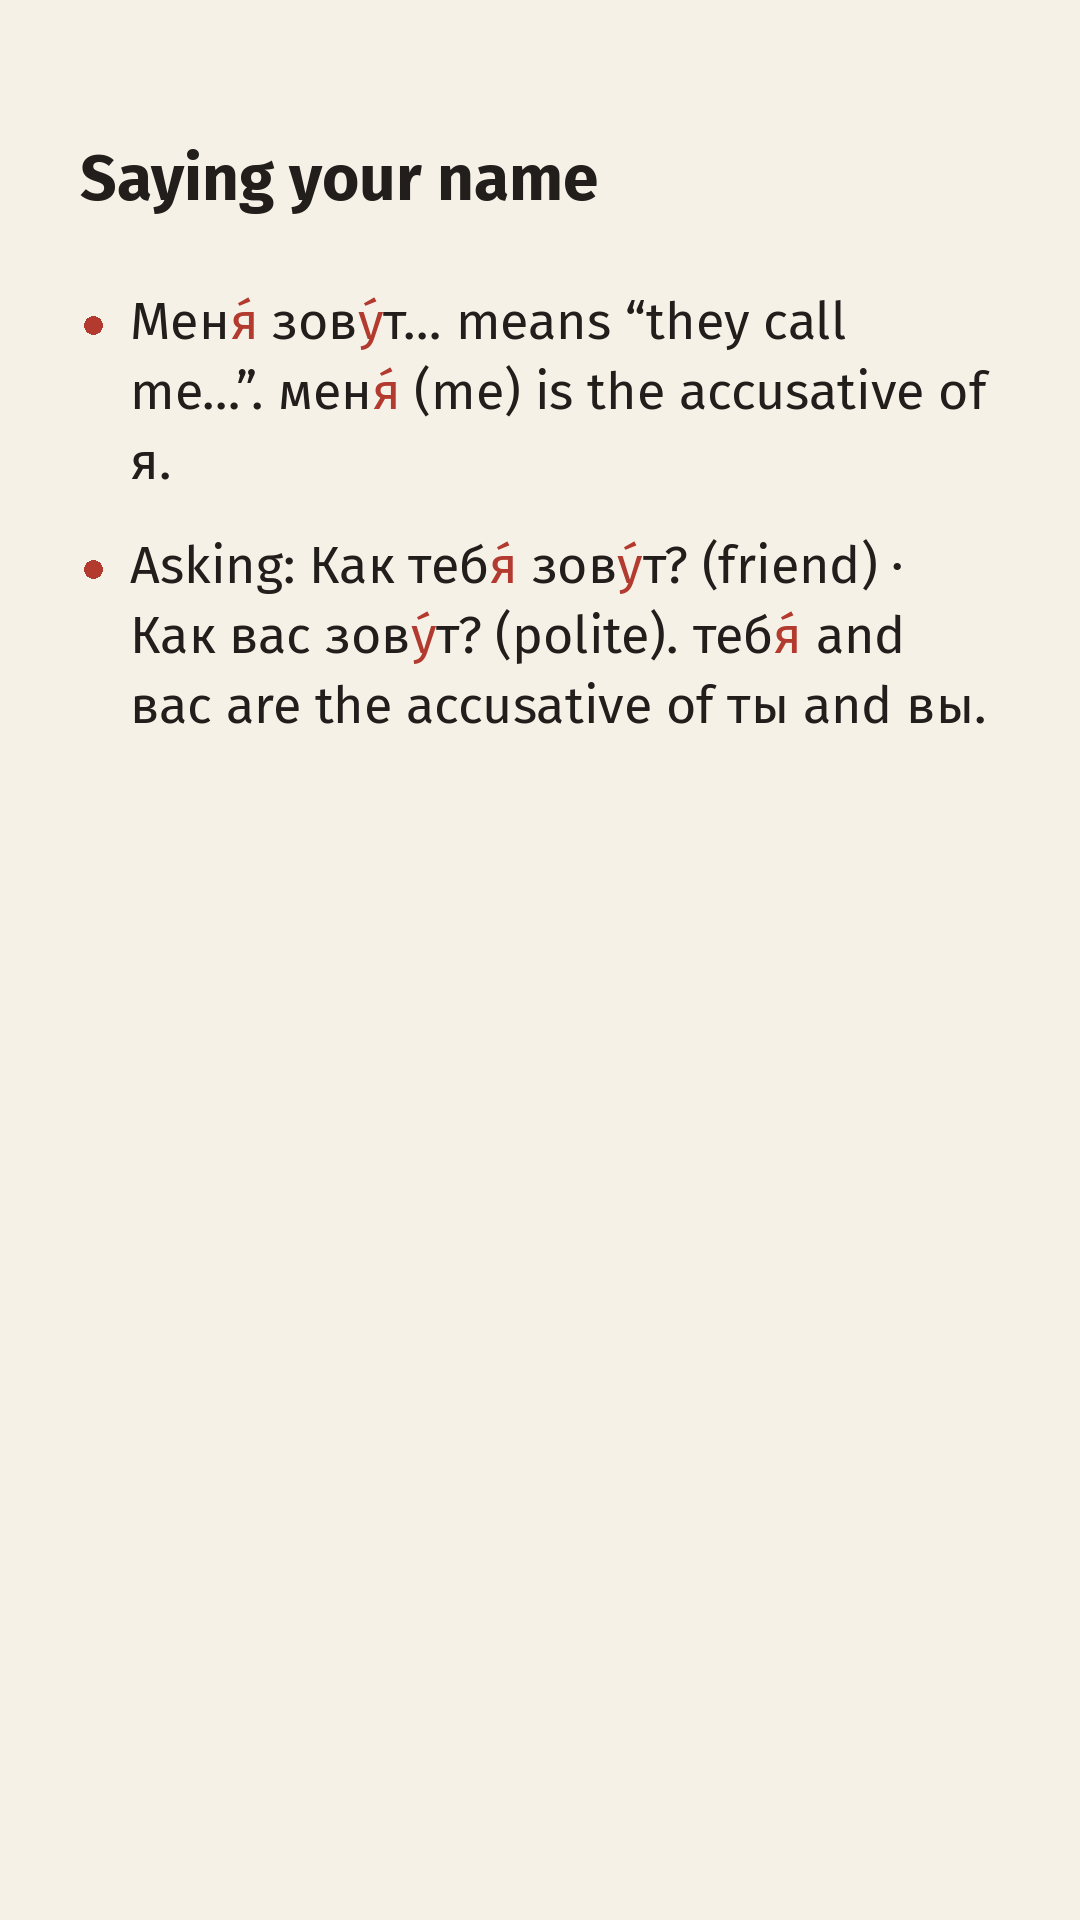 Saying your name
• Меня́ зову́т… means “they call
me…”. меня́ (me) is the accusative of
я.
• Asking: Как тебя́ зову́т? (friend) ·
Как вас зову́т? (polite). тебя́ and
вас are the accusative of ты and вы.